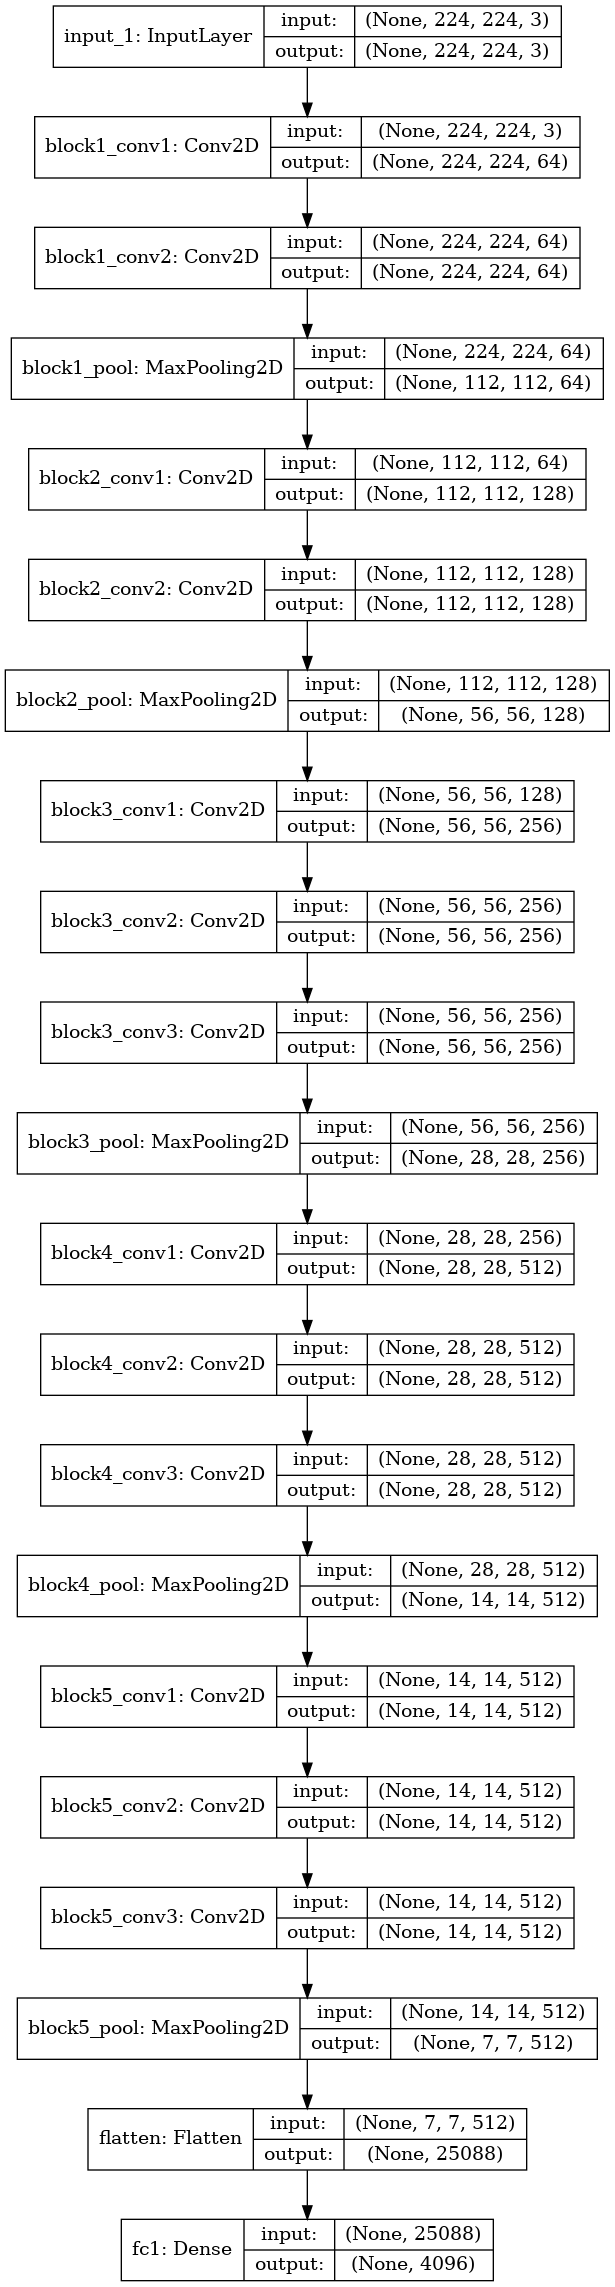 input_1: InputLayer
input: (None, 224, 224, 3)
output: (None, 224, 224, 3)
block1_conv1: Conv2D
input: (None, 224, 224, 3)
output: (None, 224, 224, 64)
block1_conv2: Conv2D
input: (None, 224, 224, 64)
output: (None, 224, 224, 64)
block1_pool: MaxPooling2D
input: (None, 224, 224, 64)
output: (None, 112, 112, 64)
block2_conv1: Conv2D
input: (None, 112, 112, 64)
output: (None, 112, 112, 128)
block2_conv2: Conv2D
input: (None, 112, 112, 128)
output: (None, 112, 112, 128)
block2_pool: MaxPooling2D
input: (None, 112, 112, 128)
output: (None, 56, 56, 128)
block3_conv1: Conv2D
input: (None, 56, 56, 128)
output: (None, 56, 56, 256)
block3_conv2: Conv2D
input: (None, 56, 56, 256)
output: (None, 56, 56, 256)
block3_conv3: Conv2D
input: (None, 56, 56, 256)
output: (None, 56, 56, 256)
block3_pool: MaxPooling2D
input: (None, 56, 56, 256)
output: (None, 28, 28, 256)
block4_conv1: Conv2D
input: (None, 28, 28, 256)
output: (None, 28, 28, 512)
block4_conv2: Conv2D
input: (None, 28, 28, 512)
output: (None, 28, 28, 512)
block4_conv3: Conv2D
input: (None, 28, 28, 512)
output: (None, 28, 28, 512)
block4_pool: MaxPooling2D
input: (None, 28, 28, 512)
output: (None, 14, 14, 512)
block5_conv1: Conv2D
input: (None, 14, 14, 512)
output: (None, 14, 14, 512)
block5_conv2: Conv2D
input: (None, 14, 14, 512)
output: (None, 14, 14, 512)
block5_conv3: Conv2D
input: (None, 14, 14, 512)
output: (None, 14, 14, 512)
block5_pool: MaxPooling2D
input: (None, 14, 14, 512)
output: (None, 7, 7, 512)
flatten: Flatten
input: (None, 7, 7, 512)
output: (None, 25088)
fc1: Dense
input: (None, 25088)
output: (None, 4096)